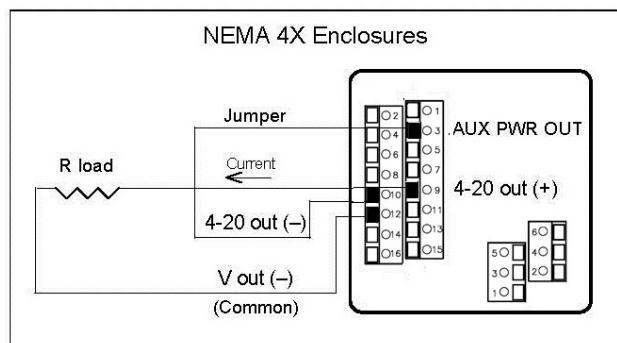 NEMA 4X Enclosures
Jumper
AUX PWR OUT
Current
R load
4-20 out (+)
4-20 out (–)
V out (–)
(Common)
2
4
6
8
10
12
14
16
1
3
5
7
9
11
13
15
5
3
1
6
4
2